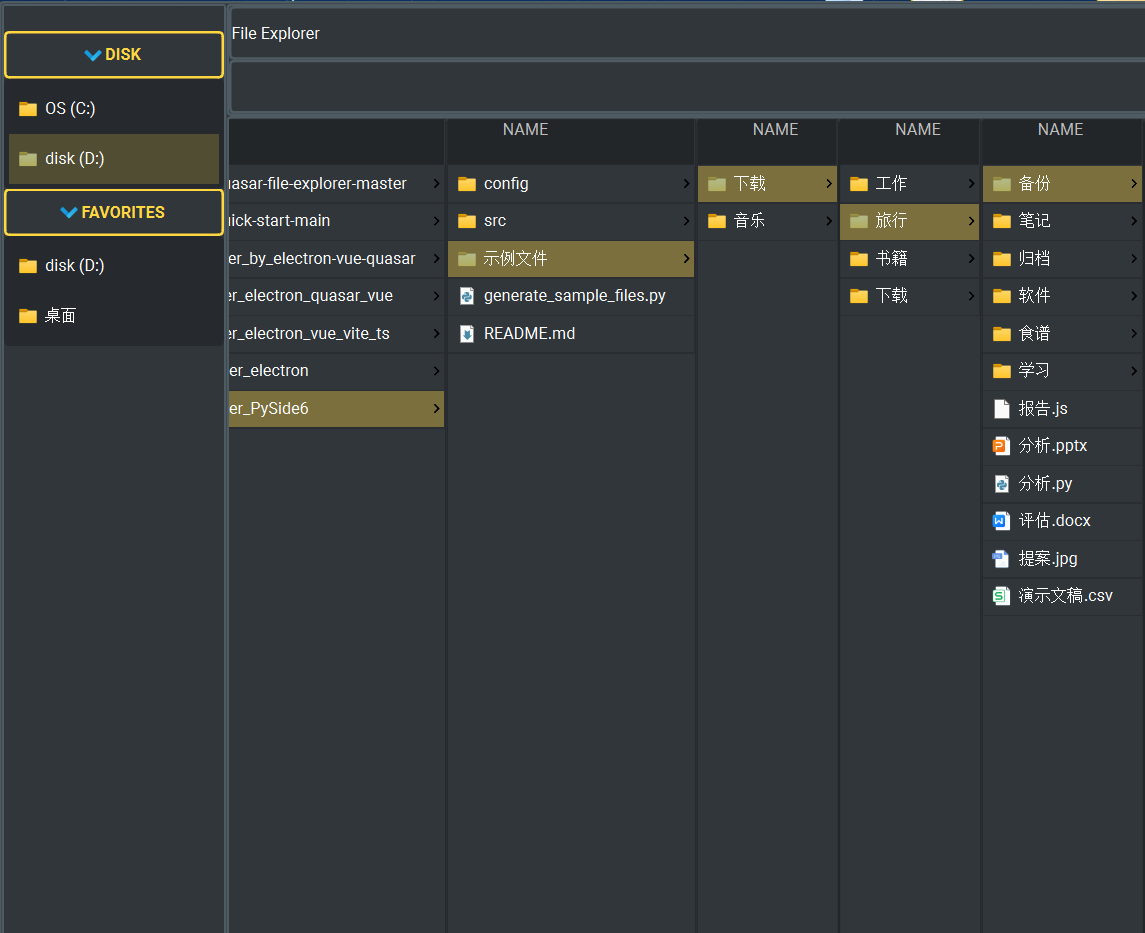 DISK
OS (C:)
disk (D:)
FAVORITES
disk (D:)
桌面
File Explorer
asar-file-explorer-master
ick-start-main
er_by_electron-vue-quasar
er_electron_quasar_vue
er_electron_vue_vite_ts
er_electron
er_PySide6
NAME
config
src
示例文件
generate_sample_files.py
README.md
NAME
下载
音乐
NAME
工作
旅行
书籍
下载
NAME
备份
笔记
归档
软件
食谱
学习
报告.js
分析.pptx
分析.py
评估.docx
提案.jpg
演示文稿.csv